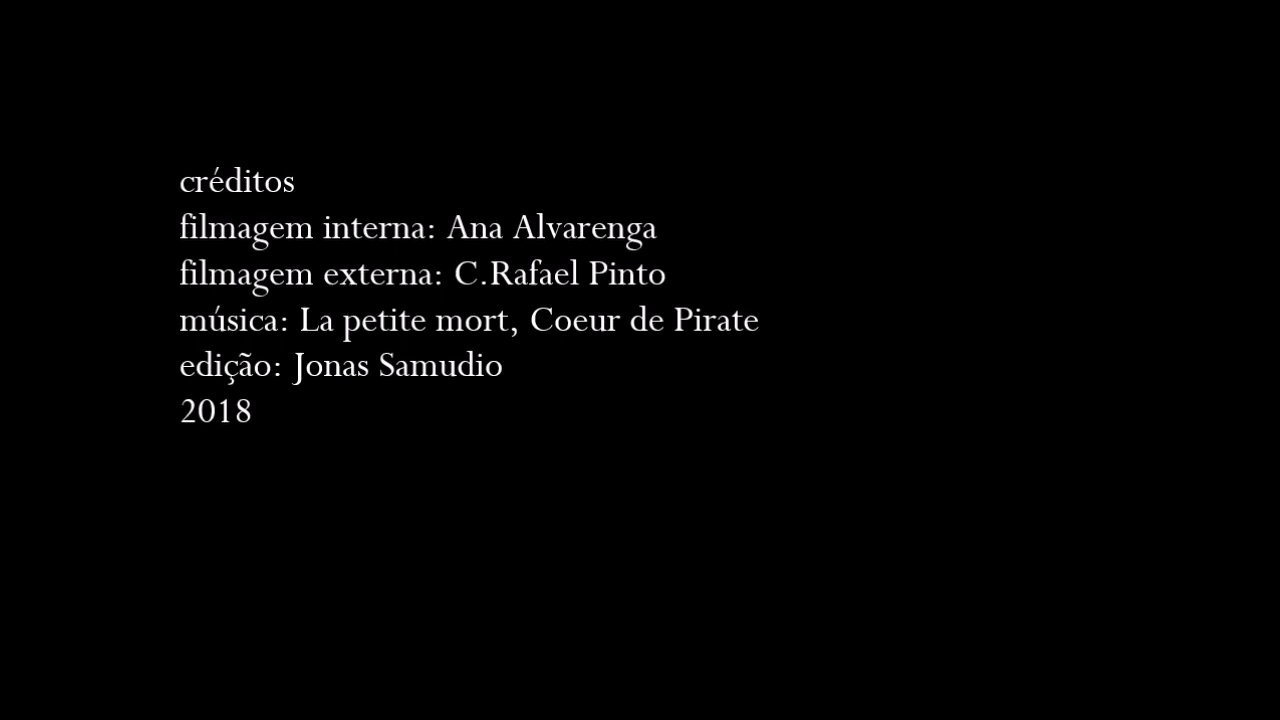 créditos
filmagem interna: Ana Alvarenga
filmagem externa: C.Rafael Pinto
música: La petite mort, Coeur de Pirate
edição: Jonas Samudio
2018